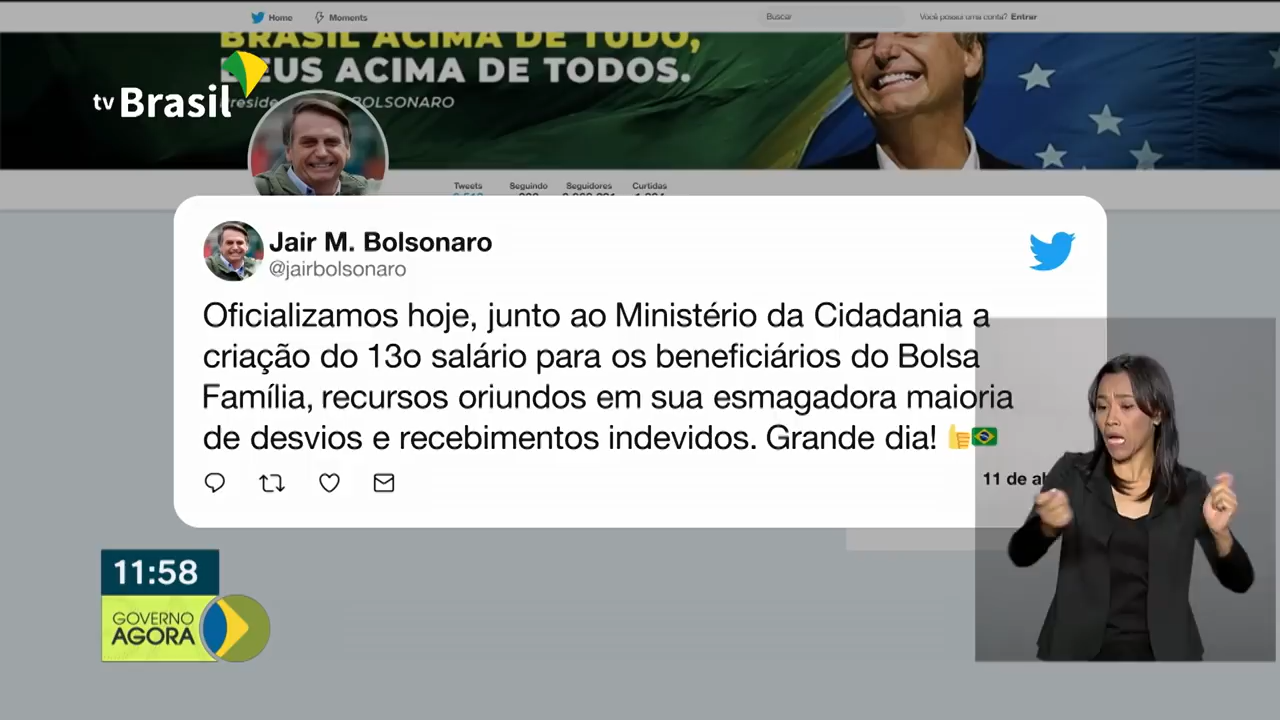 Home Moments Buscar Você possui uma conta? Entrar
BRASIL ACIMA DE TUDO,
DEUS ACIMA DE TODOS.
BOLSONARO
tv Brasil
Tweets Seguindo Seguidores Curtidas
Jair M. Bolsonaro
@jairbolsonaro
Oficializamos hoje, junto ao Ministério da Cidadania a
criação do 13o salário para os beneficiários do Bolsa
Família, recursos oriundos em sua esmagadora maioria
de desvios e recebimentos indevidos. Grande dia! 👍🇧🇷
11 de
11:58
GOVERNO
AGORA